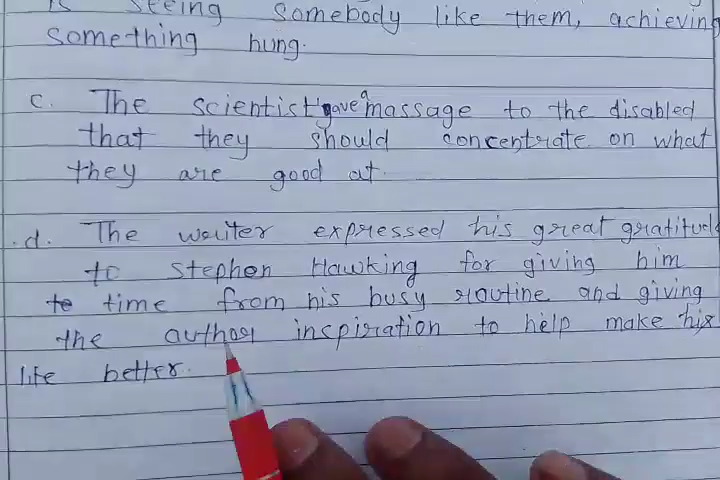 is seeing somebody like them, achieving
something hung.
c. The scientist gave a massage to the disabled
that they should concentrate on what
they are good at.
d. The writer expressed his great gratitude
to Stephen Hawking for giving him
te time from his busy routine and giving
the author inspiration to help make his
life better.